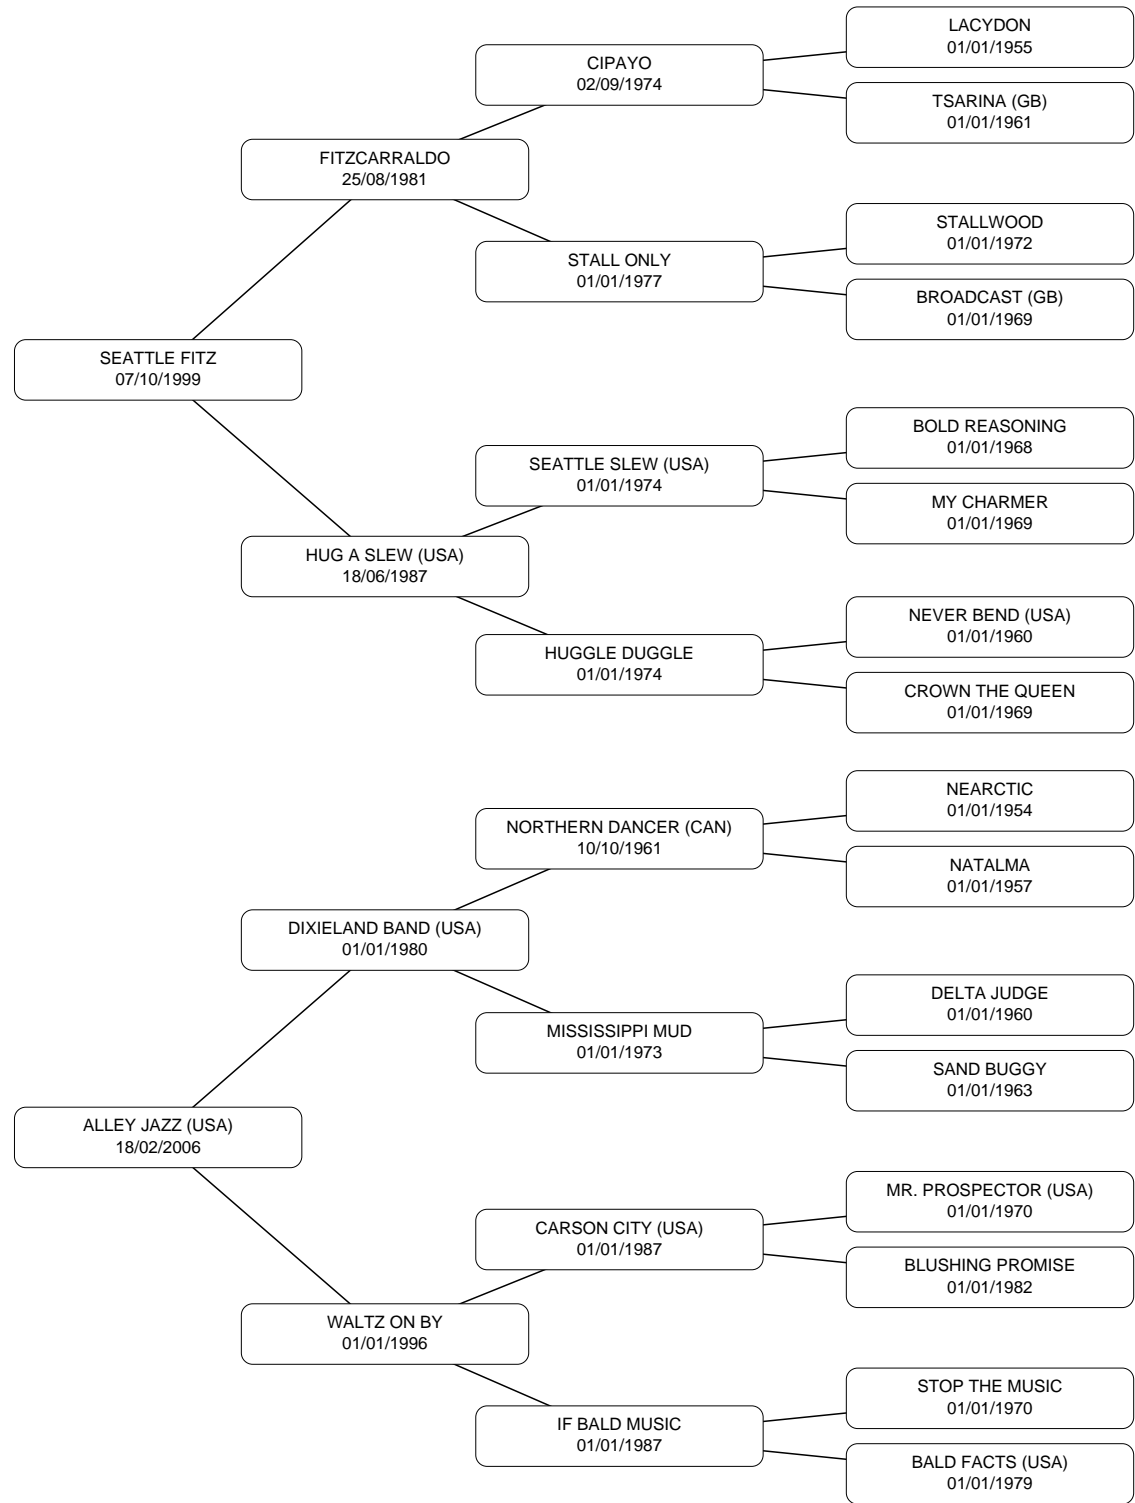 LACYDON
01/01/1955
CIPAYO
02/09/1974
TSARINA (GB)
01/01/1961
FITZCARRALDO
25/08/1981
STALLWOOD
01/01/1972
STALL ONLY
01/01/1977
BROADCAST (GB)
01/01/1969
SEATTLE FITZ
07/10/1999
BOLD REASONING
01/01/1968
SEATTLE SLEW (USA)
01/01/1974
MY CHARMER
01/01/1969
HUG A SLEW (USA)
18/06/1987
NEVER BEND (USA)
01/01/1960
HUGGLE DUGGLE
01/01/1974
CROWN THE QUEEN
01/01/1969
NEARCTIC
01/01/1954
NORTHERN DANCER (CAN)
10/10/1961
NATALMA
01/01/1957
DIXIELAND BAND (USA)
01/01/1980
DELTA JUDGE
01/01/1960
MISSISSIPPI MUD
01/01/1973
SAND BUGGY
01/01/1963
ALLEY JAZZ (USA)
18/02/2006
MR. PROSPECTOR (USA)
01/01/1970
CARSON CITY (USA)
01/01/1987
BLUSHING PROMISE
01/01/1982
WALTZ ON BY
01/01/1996
STOP THE MUSIC
01/01/1970
IF BALD MUSIC
01/01/1987
BALD FACTS (USA)
01/01/1979